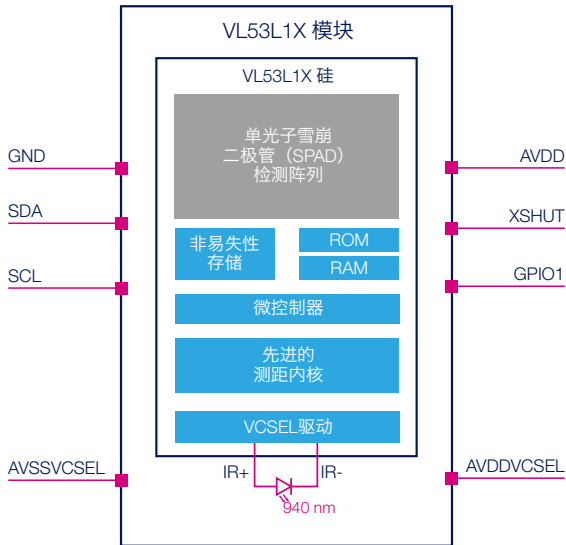 VL53L1X 模块
VL53L1X 硅
单光子雪崩
二极管（SPAD）
检测阵列
GND
AVDD
SDA
XSHUT
非易失性
存储
ROM
RAM
SCL
GPIO1
微控制器
先进的
测距内核
VCSEL驱动
AVSSVCSEL
IR+
IR-
AVDDVCSEL
940 nm